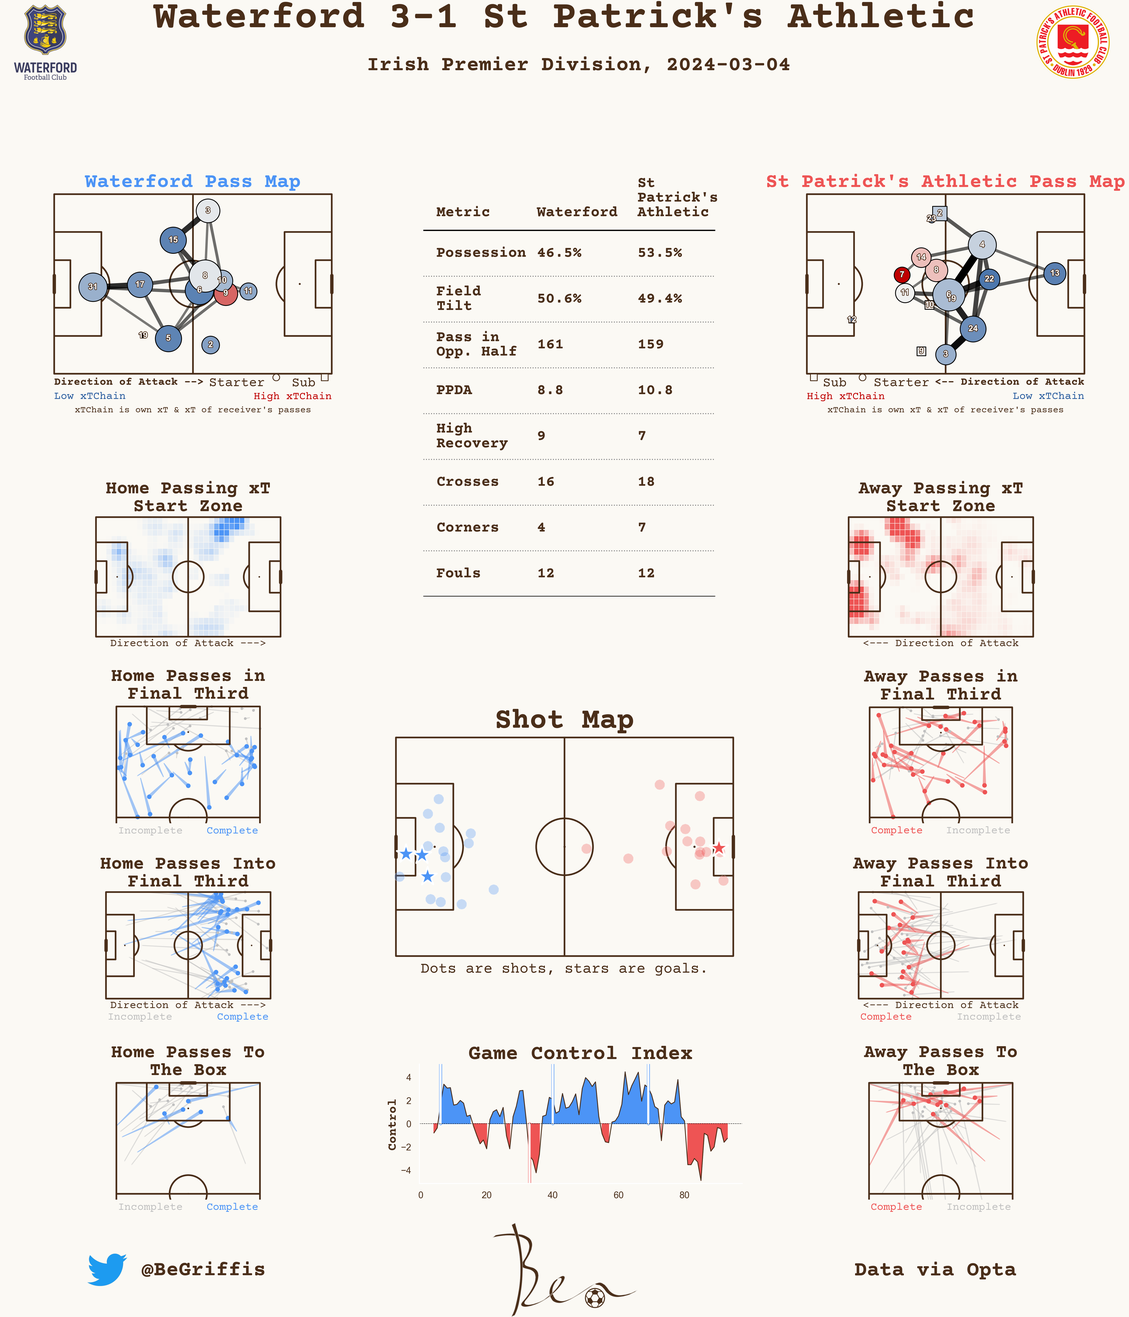 Waterford 3-1 St Patrick's Athletic
Irish Premier Division, 2024-03-04
WATERFORD
Football Club
ST PATRICK'S ATHLETIC FOOTBALL CLUB
DUBLIN 1929
Waterford Pass Map
3
15
8
10
31
17
6
9
11
19
5
2
Direction of Attack --> Starter Sub
Low xTChain High xTChain
xTChain is own xT & xT of receiver's passes
Metric Waterford St Patrick's Athletic
Possession 46.5% 53.5%
Field Tilt 50.6% 49.4%
Pass in Opp. Half 161 159
PPDA 8.8 10.8
High Recovery 9 7
Crosses 16 18
Corners 4 7
Fouls 12 12
St Patrick's Athletic Pass Map
2
23
4
14
7
8
13
22
11
6
19
10
12
24
9
3
Sub Starter <-- Direction of Attack
High xTChain Low xTChain
xTChain is own xT & xT of receiver's passes
Home Passing xT
Start Zone
Direction of Attack --->
Away Passing xT
Start Zone
<--- Direction of Attack
Home Passes in
Final Third
Incomplete Complete
Away Passes in
Final Third
Complete Incomplete
Shot Map
Dots are shots, stars are goals.
Home Passes Into
Final Third
Direction of Attack --->
Incomplete Complete
Away Passes Into
Final Third
<--- Direction of Attack
Complete Incomplete
Home Passes To
The Box
Incomplete Complete
Game Control Index
Control
4
2
0
−2
−4
0 20 40 60 80
Away Passes To
The Box
Complete Incomplete
@BeGriffis
Bea
Data via Opta